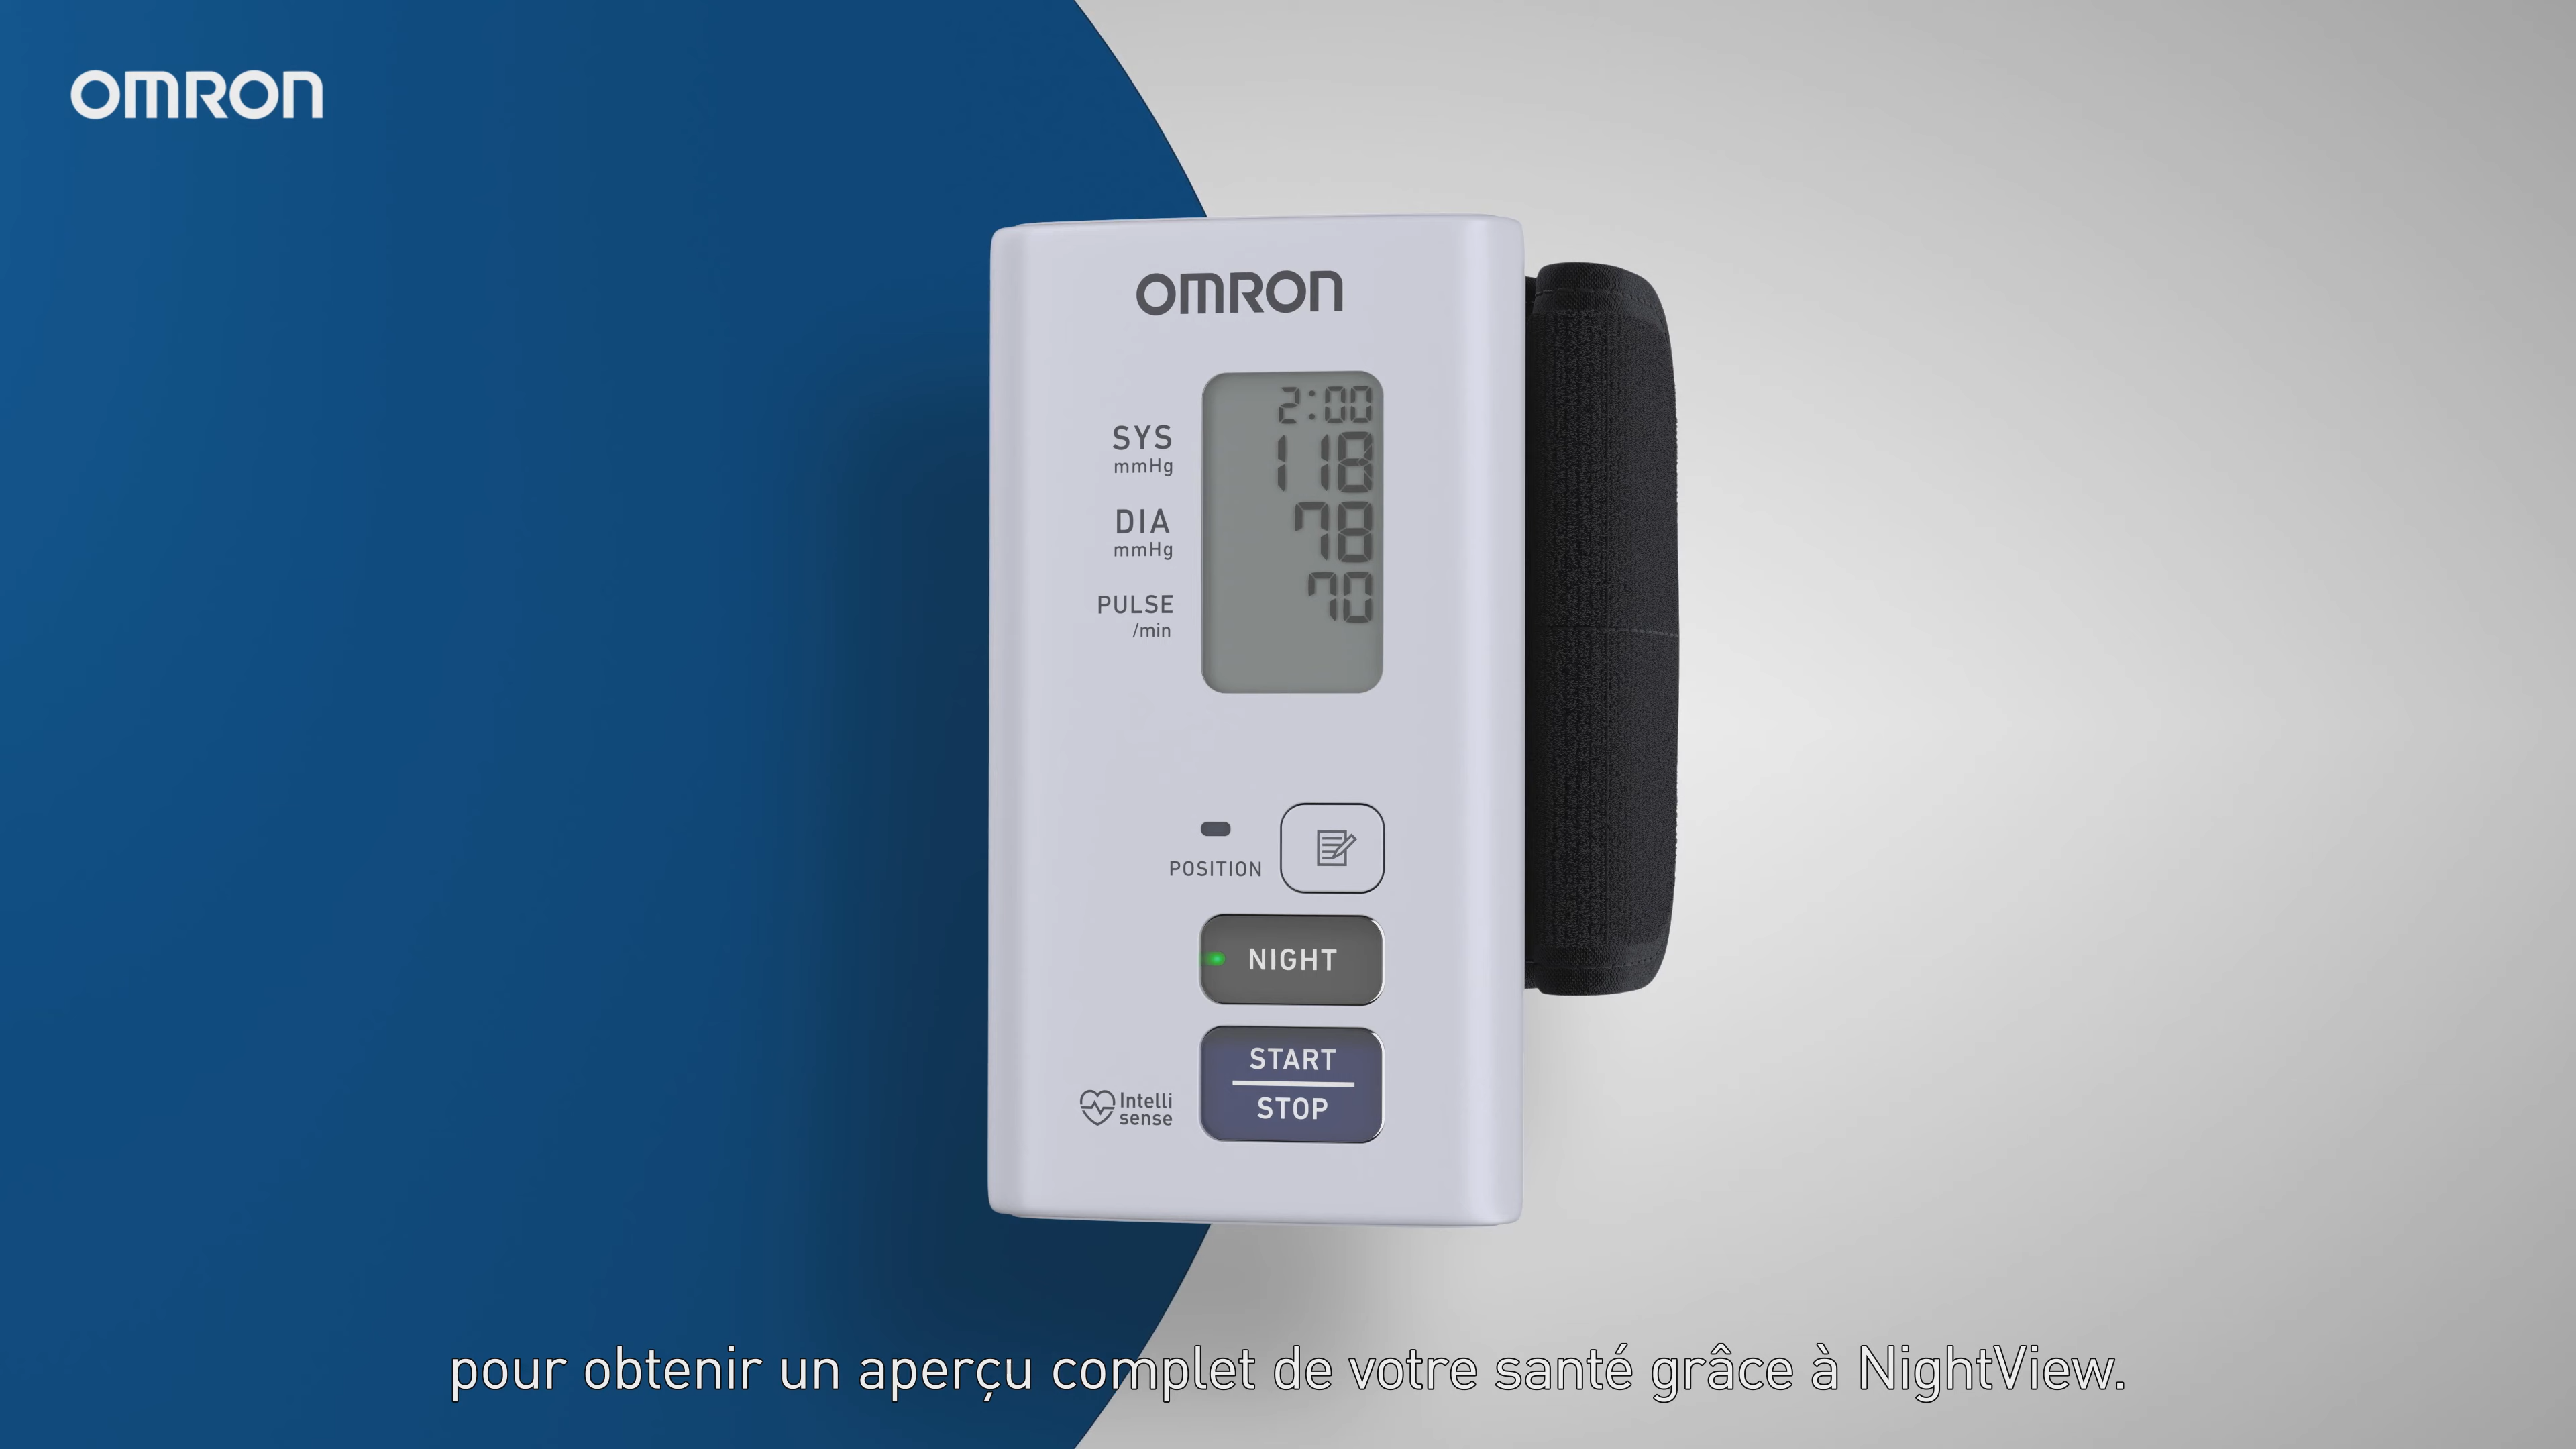 OMRON
OMRON
2:00
SYS
mmHg
118
DIA
mmHg
78
PULSE
/min
70
POSITION
NIGHT
START
STOP
Intelli
sense
pour obtenir un aperçu complet de votre santé grâce à NightView.